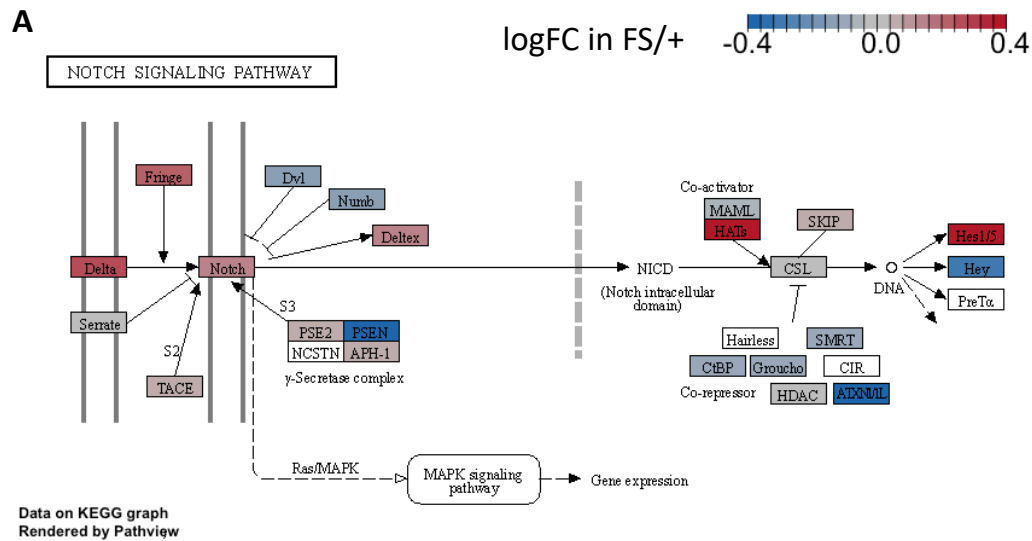 A
logFC in FS/+
-0.4 0.0 0.4
NOTCH SIGNALING PATHWAY
Fringe
Dvl
Numb
Deltex
Delta
Notch
Serrate
S2
TACE
S3
PSE2 PSEN
NCSTN APH-1
γ-Secretase complex
NICD
(Notch intracellular
domain)
Co-activator
MAML
HATs
SKIP
CSL
DNA
Hes1/5
Hey
PreTα
Hairless SMRT
CtBP Groucho CIR
Co-repressor HDAC
Ras/MAPK
MAPK signaling
pathway
Gene expression
Data on KEGG graph
Rendered by Pathview